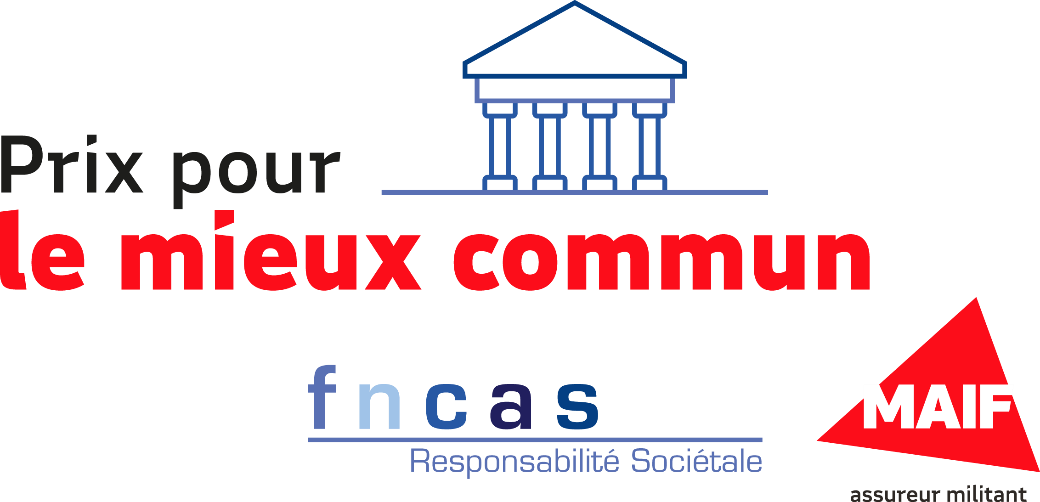 Prix pour
le mieux commun
fncas
Responsabilité Sociétale
MAIF
assureur militant